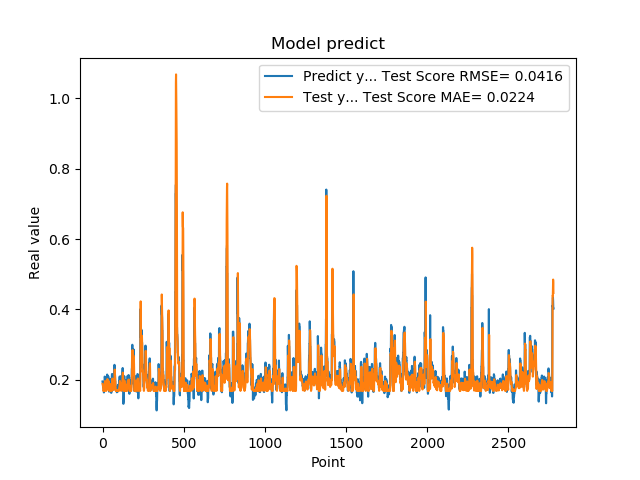 Model predict
Predict y... Test Score RMSE= 0.0416
Test y... Test Score MAE= 0.0224
1.0
0.8
0.6
0.4
0.2
Real value
0 500 1000 1500 2000 2500
Point